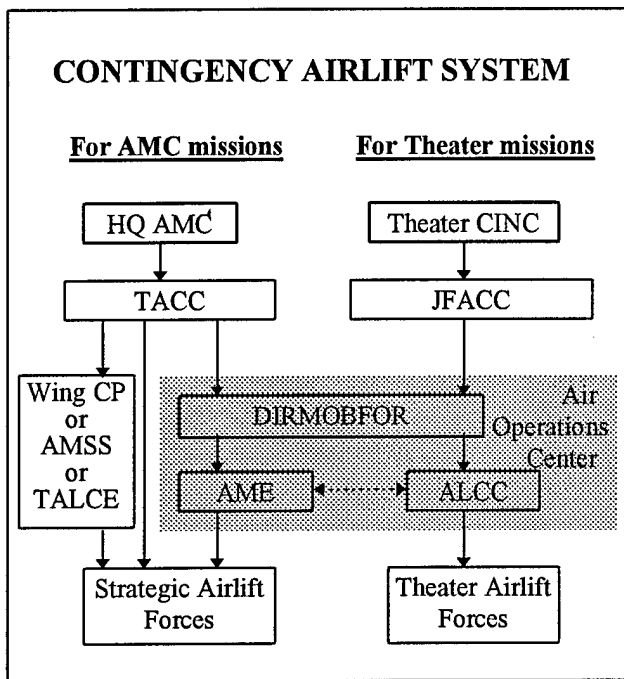 CONTINGENCY AIRLIFT SYSTEM
For AMC missions
For Theater missions
HQ AMC
Theater CINC
TACC
JFACC
Wing CP
or
AMSS
or
TALCE
DIRMOBFOR
Air
Operations
Center
AME
ALCC
Strategic Airlift
Forces
Theater Airlift
Forces